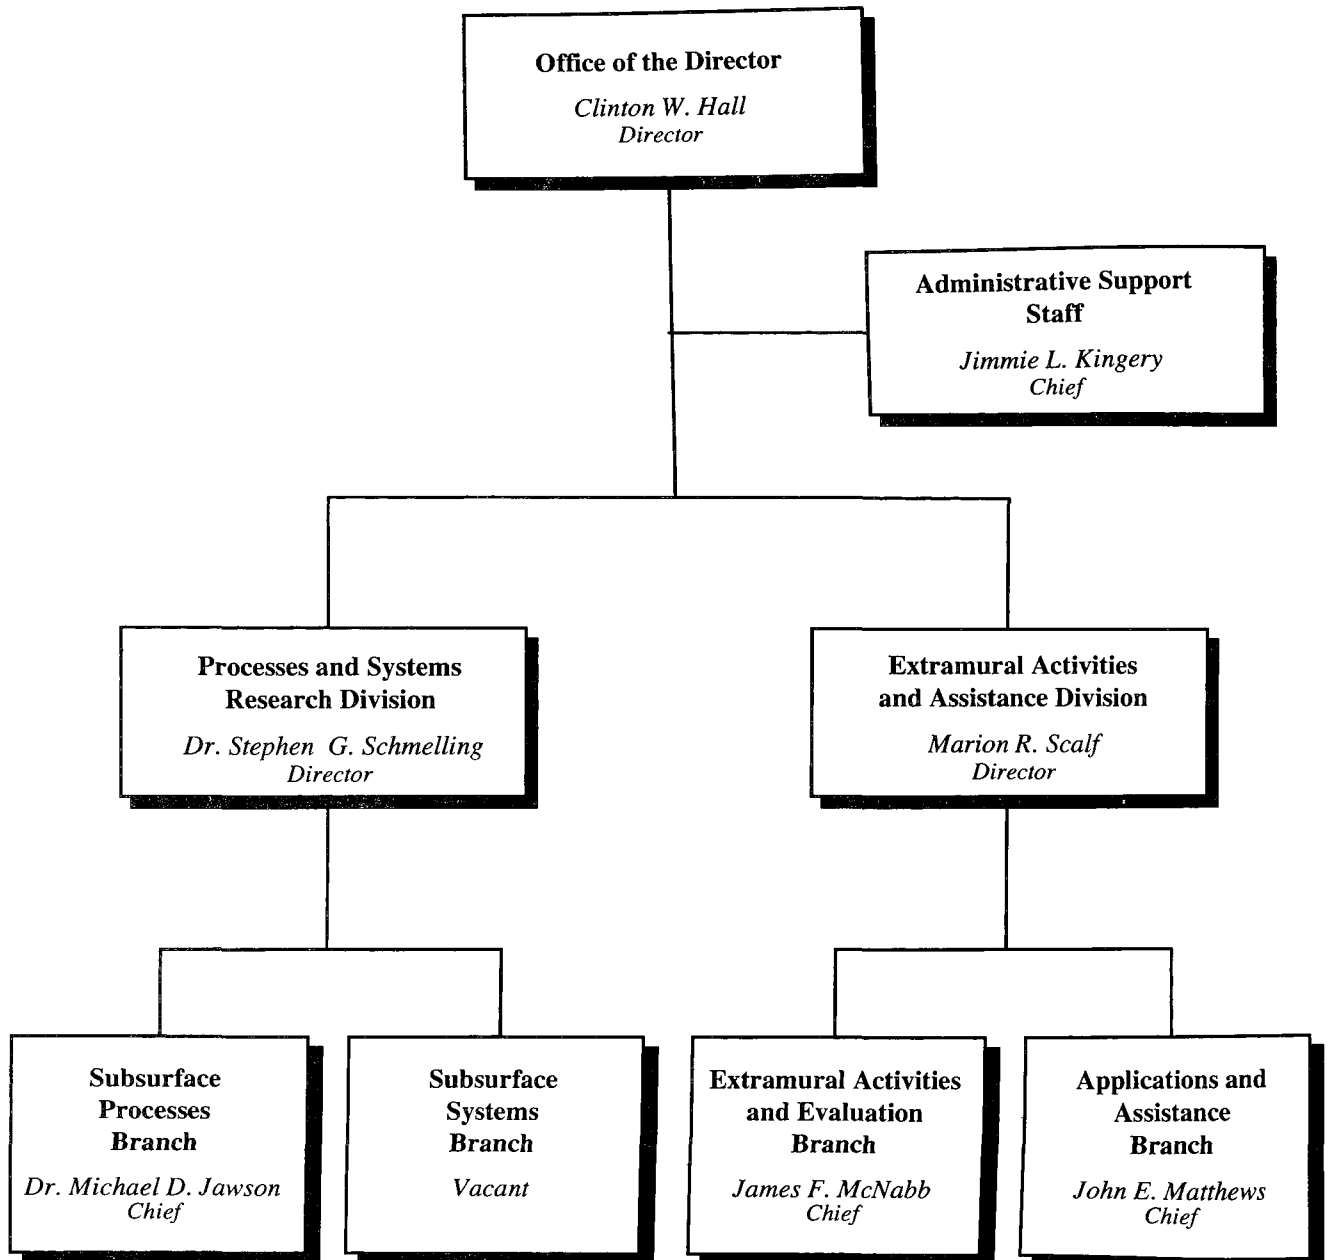 Office of the Director
Clinton W. Hall
Director
Administrative Support
Staff
Jimmie L. Kingery
Chief
Processes and Systems
Research Division
Dr. Stephen G. Schmelling
Director
Extramural Activities
and Assistance Division
Marion R. Scalf
Director
Subsurface
Processes
Branch
Dr. Michael D. Jawson
Chief
Subsurface
Systems
Branch
Vacant
Extramural Activities
and Evaluation
Branch
James F. McNabb
Chief
Applications and
Assistance
Branch
John E. Matthews
Chief